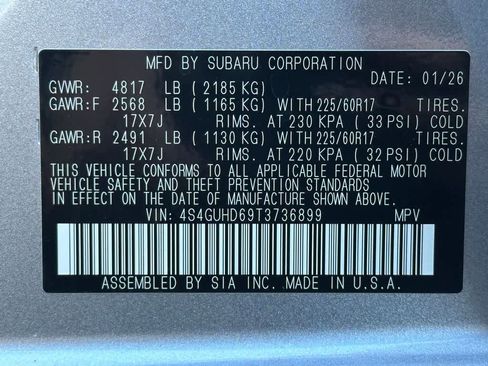 MFD BY SUBARU CORPORATION
DATE: 01/26
GVWR: 4817 LB ( 2185 KG)
GAWR:F 2568 LB ( 1165 KG) WITH 225/60R17 TIRES.
17X7J RIMS. AT 230 KPA ( 33 PSI) COLD
GAWR:R 2491 LB ( 1130 KG) WITH 225/60R17 TIRES.
17X7J RIMS. AT 220 KPA ( 32 PSI) COLD
THIS VEHICLE CONFORMS TO ALL APPLICABLE FEDERAL MOTOR
VEHICLE SAFETY AND THEFT PREVENTION STANDARDS
IN EFFECT ON THE DATE OF MANUFACTURE SHOWN ABOVE.
VIN: 4S4GUHD69T3736899 MPV
ASSEMBLED BY SIA INC. MADE IN U.S.A.